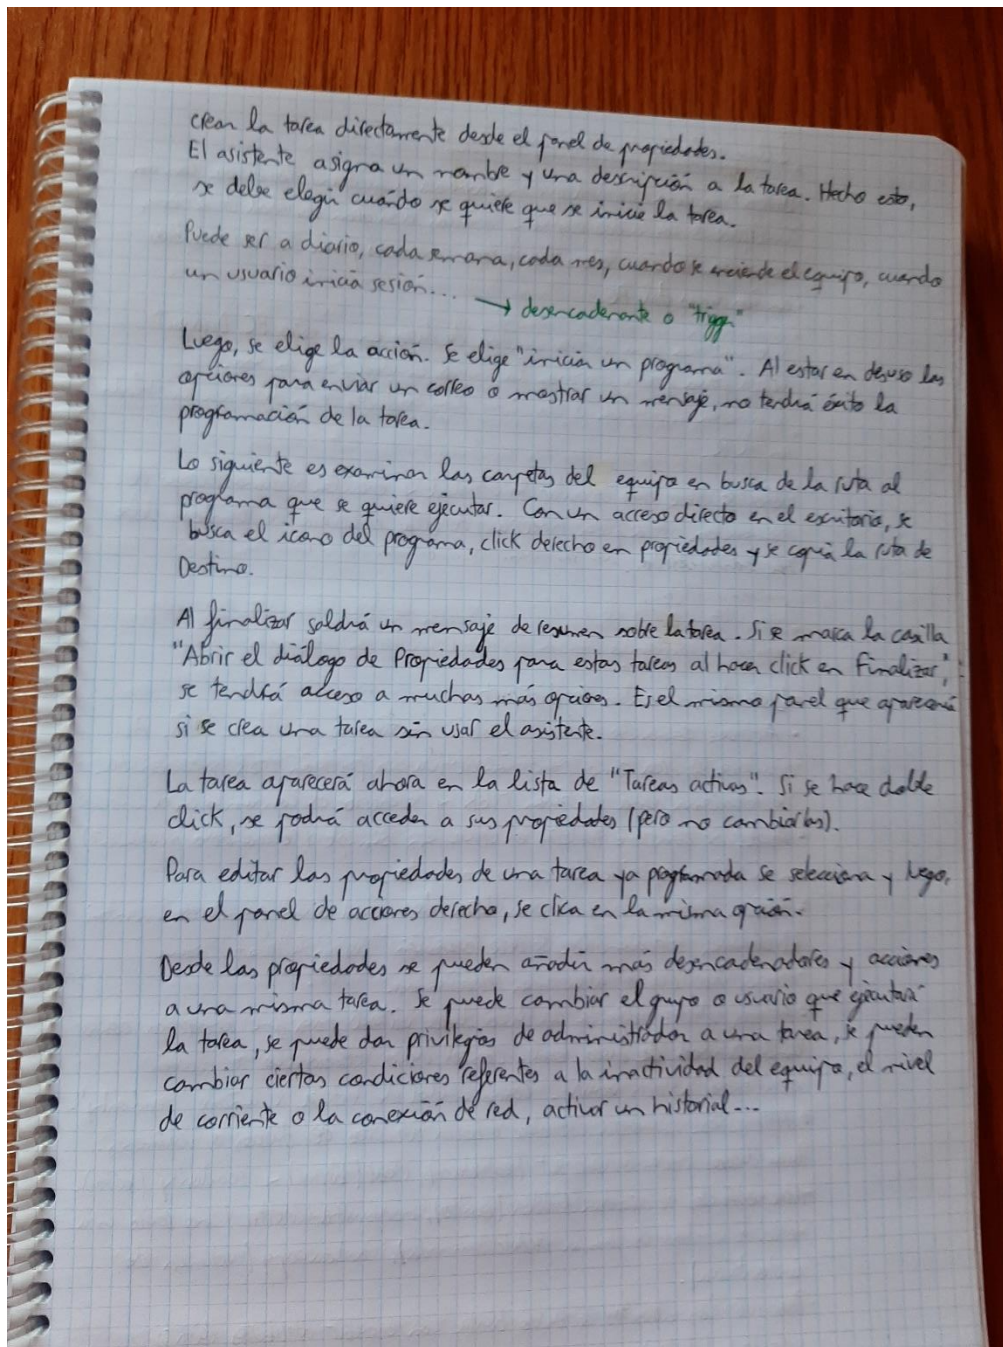 crear la tarea directamente desde el panel de propiedades.
El asistente asigna un nombre y una descripción a la tarea. Hecho esto,
se debe elegir cuándo se quiere que se inicie la tarea.
Puede ser a diario, cada semana, cada mes, cuando se enciende el equipo, cuando
un usuario inicia sesión...
→ desencadenante o "trigger"
Luego, se elige la acción. Se elige "iniciar un programa". Al estar en desuso las
opciones para enviar un correo o mostrar un mensaje, no tendrá éxito la
programación de la tarea.
Lo siguiente es examinar las carpetas del equipo en busca de la ruta al
programa que se quiere ejecutar. Con un acceso directo en el escritorio, se
busca el icono del programa, click derecho en propiedades y se copia la ruta de
Destino.
Al finalizar saldrá un mensaje de resumen sobre la tarea. Si se marca la casilla
"Abrir el diálogo de Propiedades para estas tareas al hacer click en Finalizar",
se tendrá acceso a muchas más opciones. Es el mismo panel que aparecería
si se crea una tarea sin usar el asistente.
La tarea aparecerá ahora en la lista de "Tareas activas". Si se hace doble
click, se podrá acceder a sus propiedades (pero no cambiarlas).
Para editar las propiedades de una tarea ya programada se selecciona y luego,
en el panel de acciones derecho, se clica en la misma opción.
Desde las propiedades se pueden añadir más desencadenadores y acciones
a una misma tarea. Se puede cambiar el grupo o usuario que ejecutará
la tarea, se puede dar privilegios de administrador a una tarea, se pueden
cambiar ciertas condiciones referentes a la inactividad del equipo, el nivel
de corriente o la conexión de red, activar un historial...